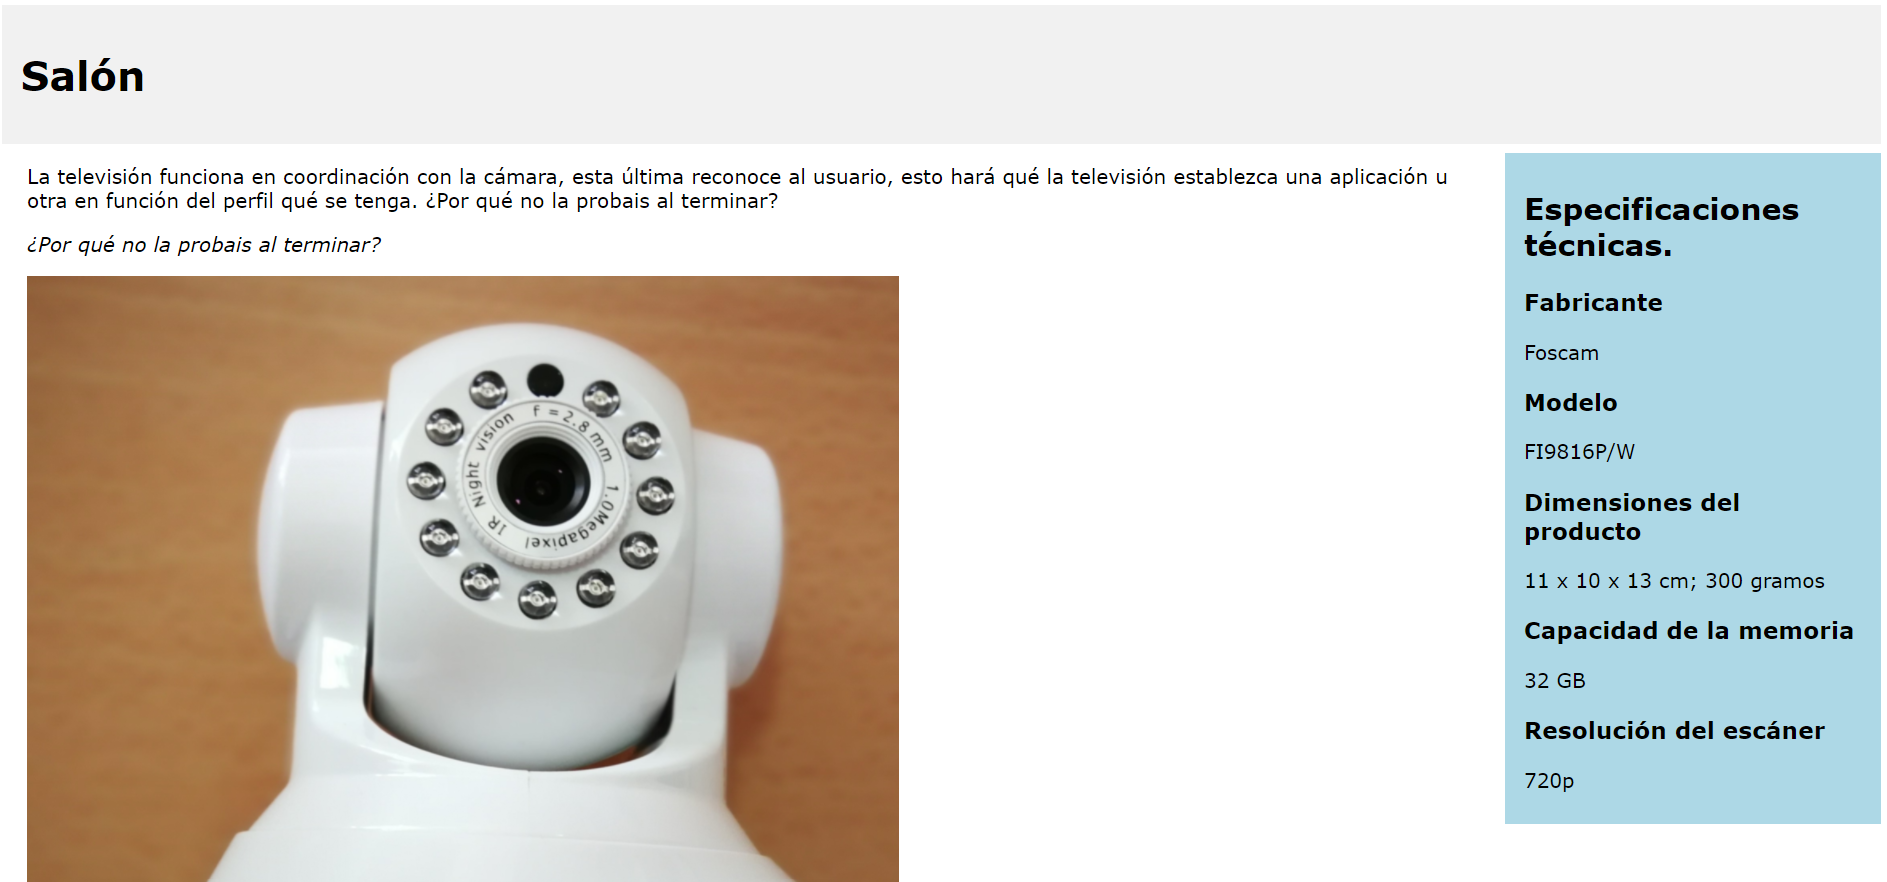 Salón
La televisión funciona en coordinación con la cámara, esta última reconoce al usuario, esto hará qué la televisión establezca una aplicación u
otra en función del perfil qué se tenga. ¿Por qué no la probais al terminar?
¿Por qué no la probais al terminar?
IR Night vision f = 2.8 mm 1.0Megapixel
Especificaciones
técnicas.
Fabricante
Foscam
Modelo
FI9816P/W
Dimensiones del
producto
11 x 10 x 13 cm; 300 gramos
Capacidad de la memoria
32 GB
Resolución del escáner
720p